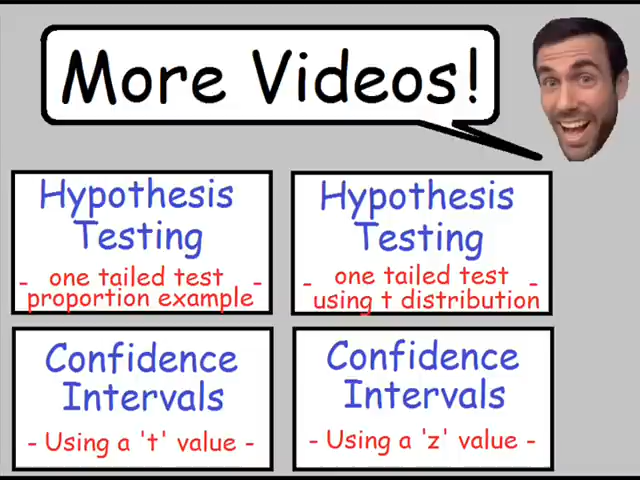 More Videos!
Hypothesis
Testing
- one tailed test -
proportion example
Hypothesis
Testing
- one tailed test -
using t distribution
Confidence
Intervals
- Using a 't' value -
Confidence
Intervals
- Using a 'z' value -